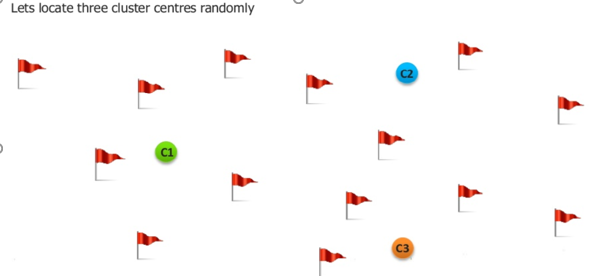 Lets locate three cluster centres randomly
C2
C1
C3